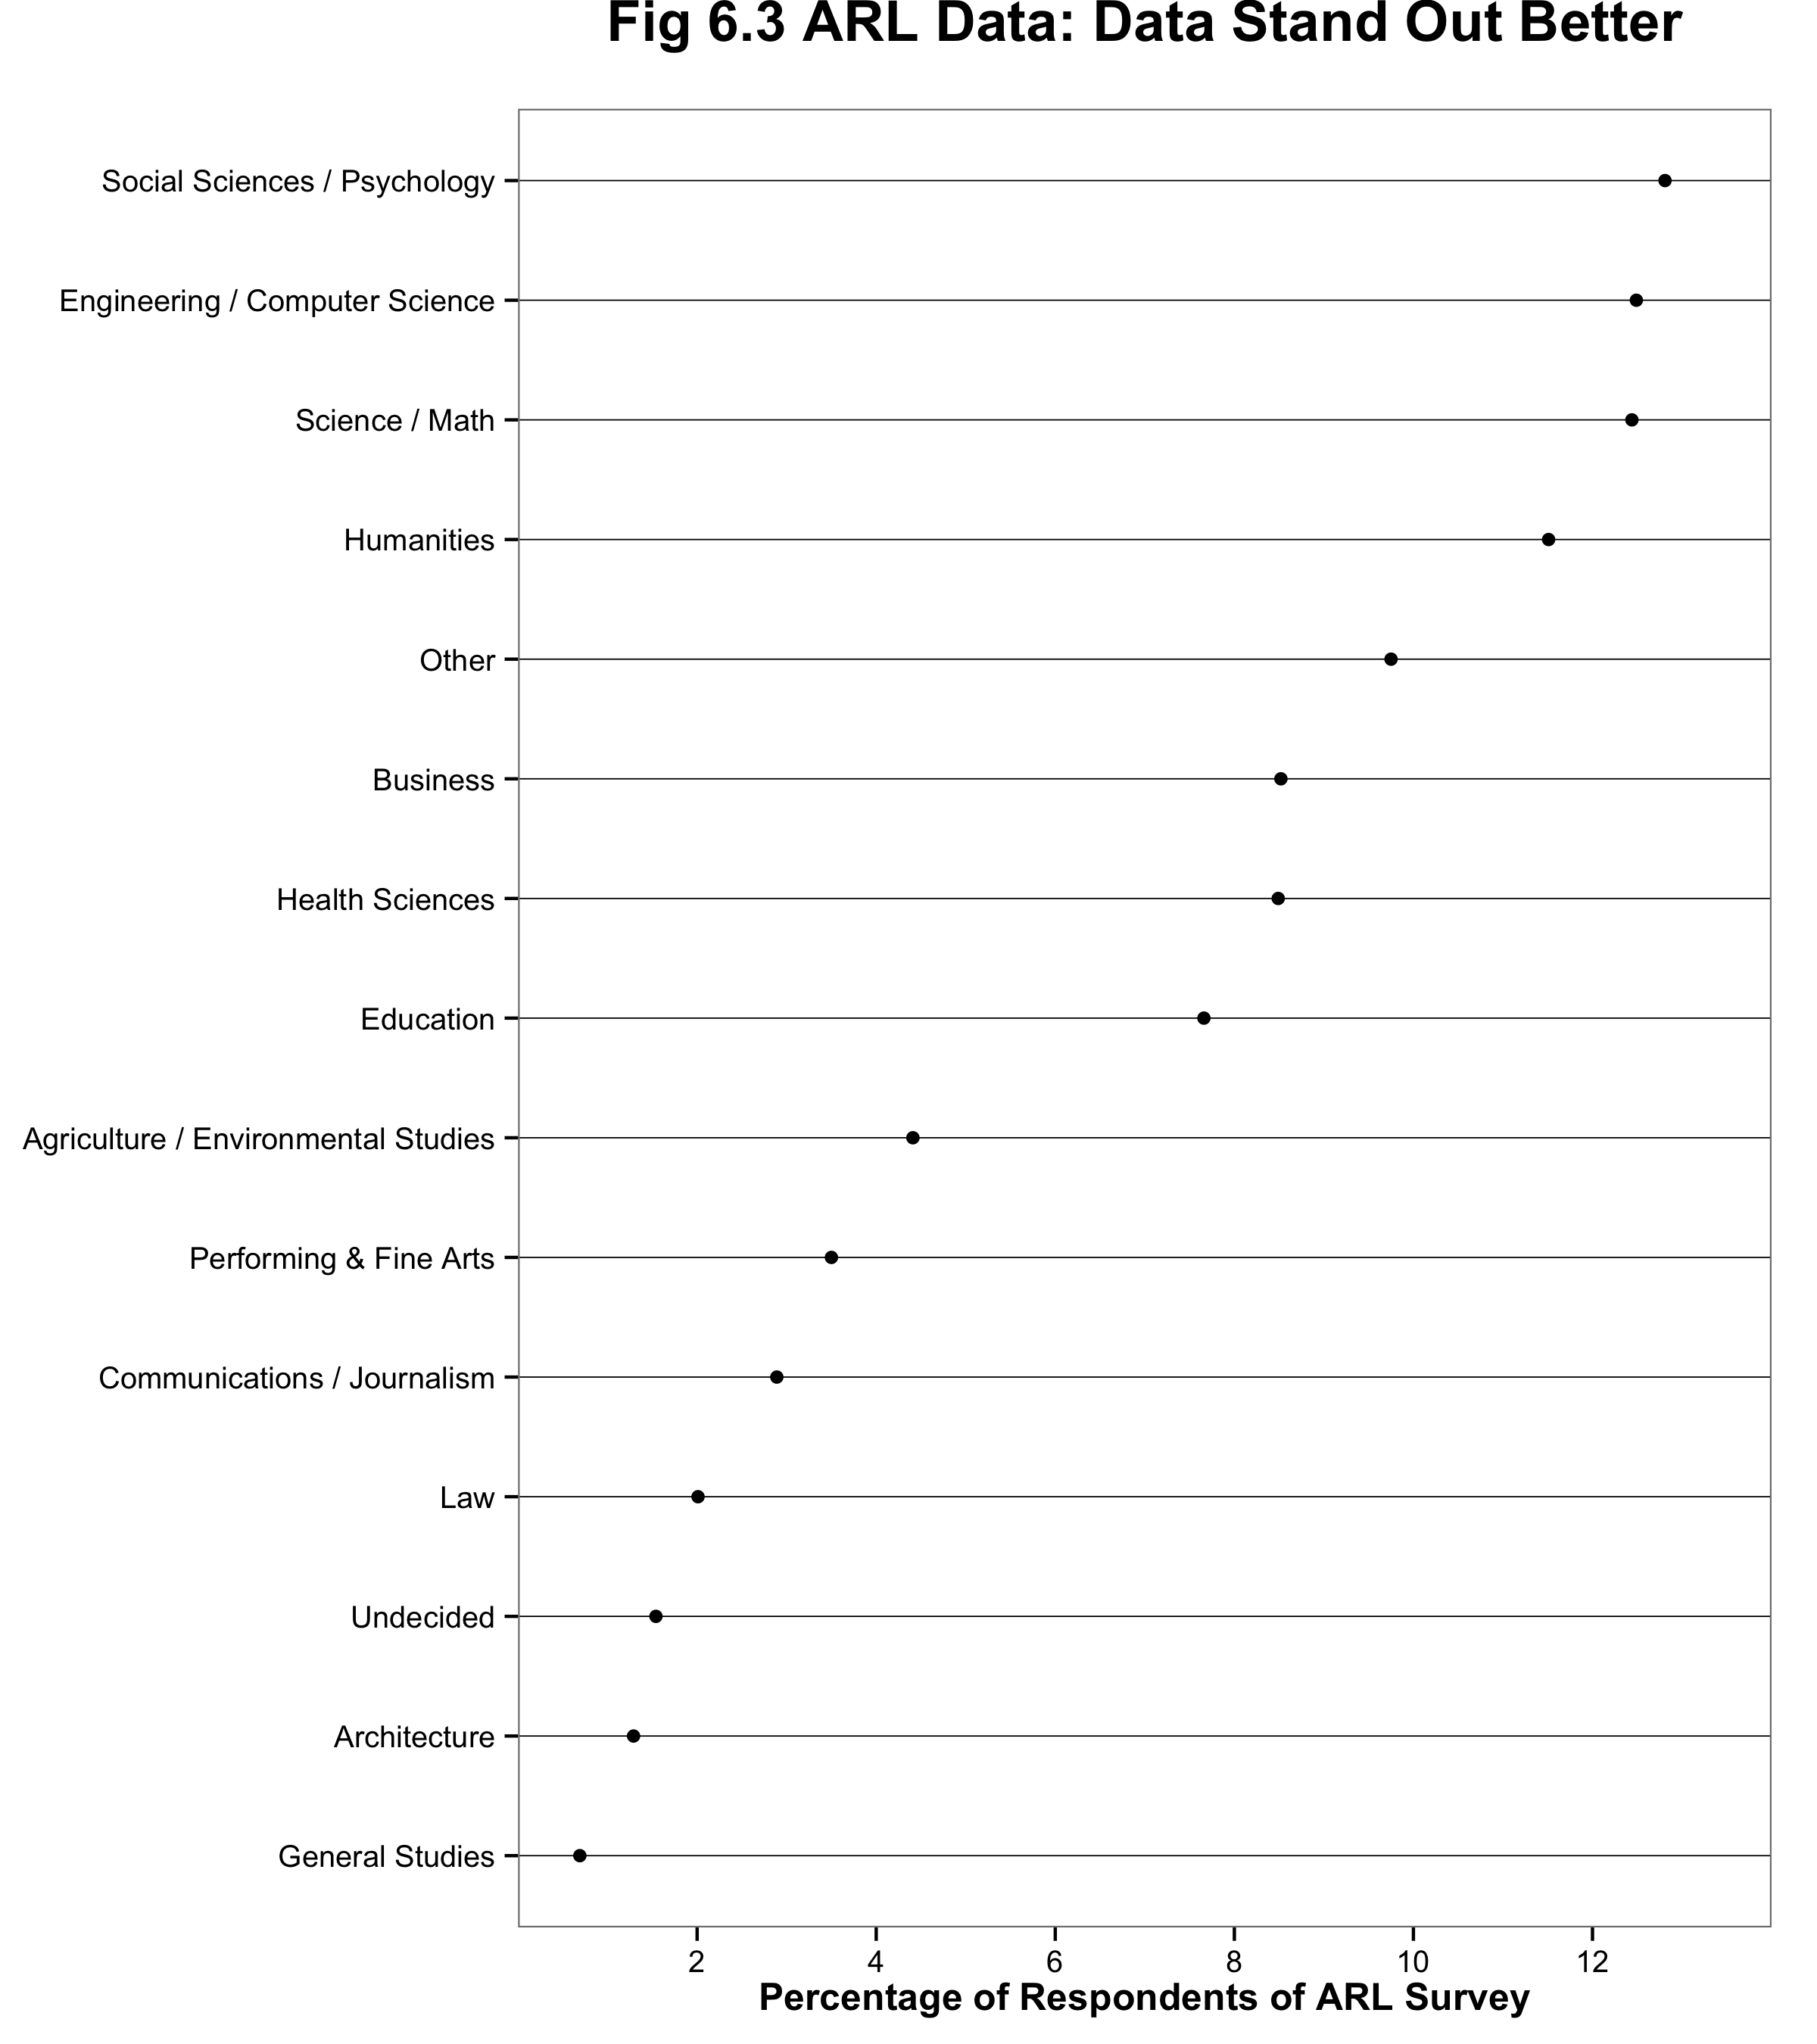 Fig 6.3 ARL Data: Data Stand Out Better
Social Sciences / Psychology
Engineering / Computer Science
Science / Math
Humanities
Other
Business
Health Sciences
Education
Agriculture / Environmental Studies
Performing & Fine Arts
Communications / Journalism
Law
Undecided
Architecture
General Studies
2 4 6 8 10 12
Percentage of Respondents of ARL Survey